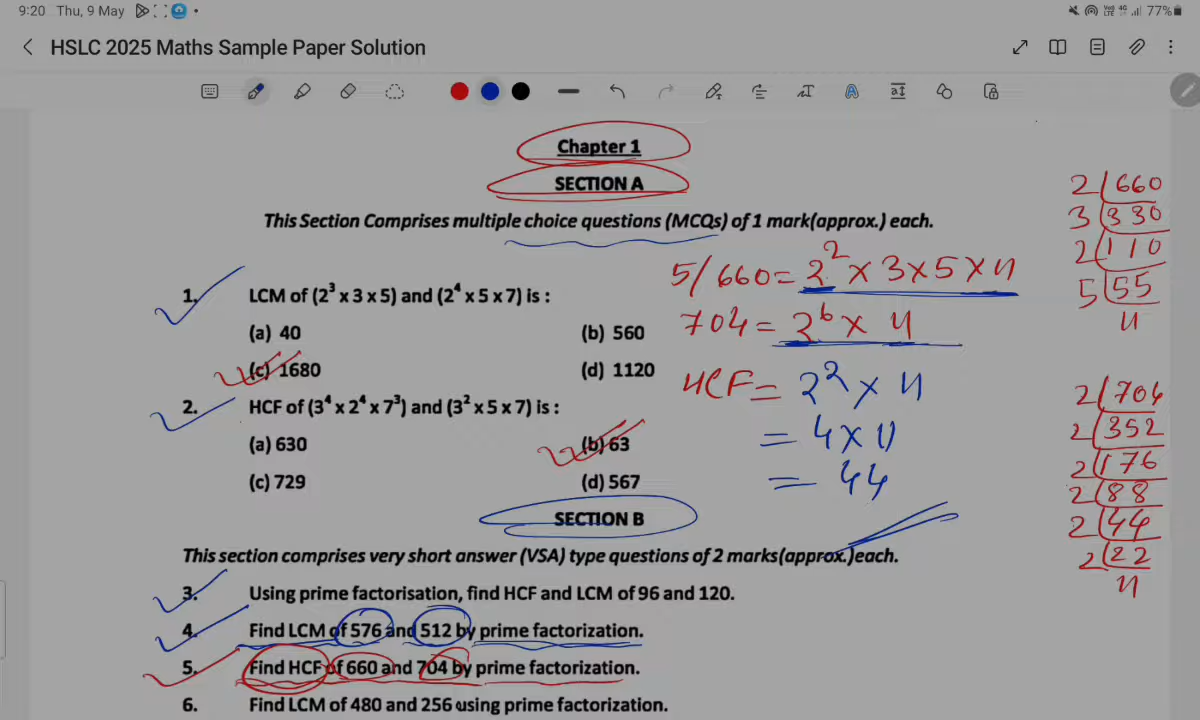 9:20 Thu, 9 May
77%
HSLC 2025 Maths Sample Paper Solution
Chapter 1
SECTION A
This Section Comprises multiple choice questions (MCQs) of 1 mark(approx.) each.
1. LCM of (2³ x 3 x 5) and (2⁴ x 5 x 7) is :
(a) 40 (b) 560
(c) 1680 (d) 1120
2. HCF of (3⁴ x 2⁴ x 7³) and (3² x 5 x 7) is :
(a) 630 (b) 63
(c) 729 (d) 567
SECTION B
This section comprises very short answer (VSA) type questions of 2 marks(approx.)each.
3. Using prime factorisation, find HCF and LCM of 96 and 120.
4. Find LCM of 576 and 512 by prime factorization.
5. Find HCF of 660 and 704 by prime factorization.
6. Find LCM of 480 and 256 using prime factorization.
5/ 660 = 2² × 3 × 5 × 11
704 = 2⁶ × 11
HCF = 2² × 11
= 4 × 11
= 44
2 | 660
3 | 330
2 | 110
5 | 55
11
2 | 704
2 | 352
2 | 176
2 | 88
2 | 44
2 | 22
11